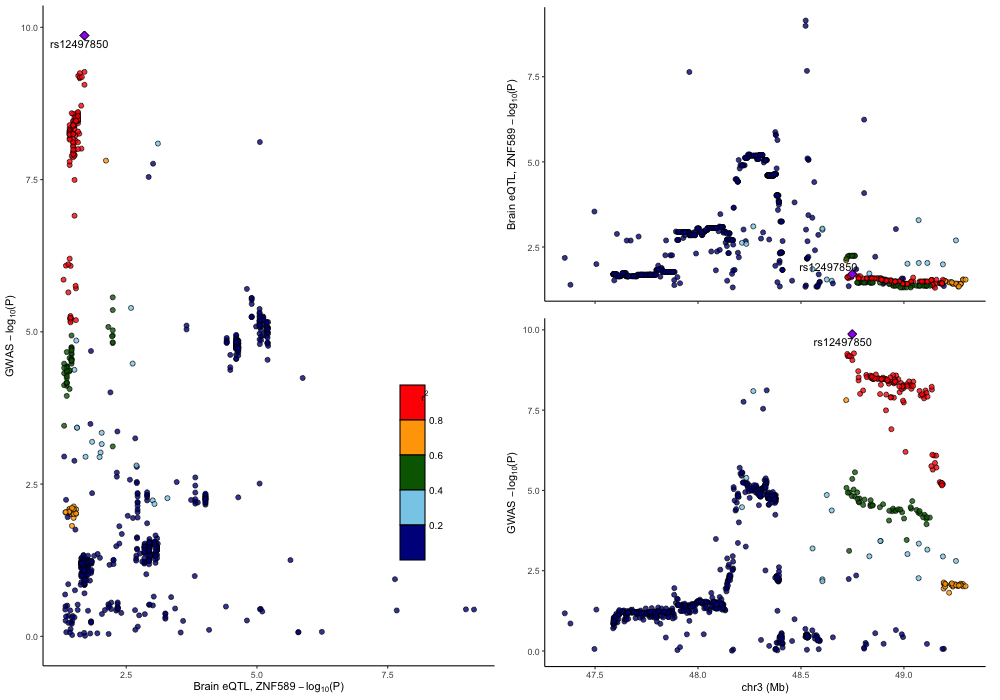 10.0
7.5
5.0
2.5
0.0
GWAS − log10(P)
rs12497850
r2
0.8
0.6
0.4
0.2
2.5
5.0
7.5
Brain eQTL, ZNF589 − log10(P)
7.5
5.0
2.5
Brain eQTL, ZNF589 − log10(P)
rs12497850
10.0
7.5
5.0
2.5
0.0
GWAS − log10(P)
rs12497850
47.5
48.0
48.5
49.0
chr3 (Mb)